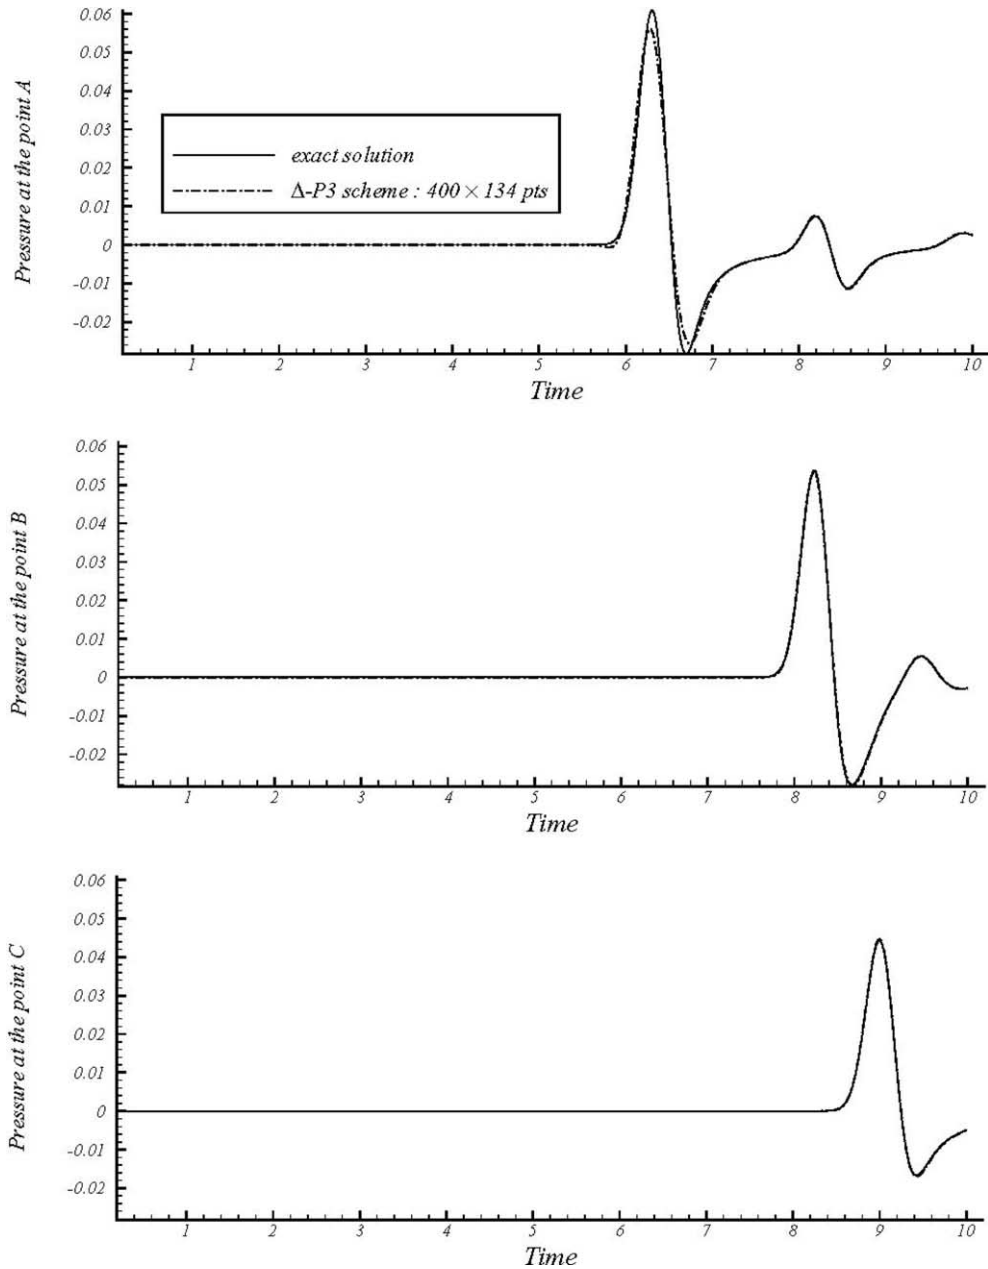 Pressure at the point A
0.06
0.05
0.04
0.03
0.02
0.01
0
-0.01
-0.02
exact solution
Δ-P3 scheme : 400 × 134 pts
1 2 3 4 5 6 7 8 9 10
Time
Pressure at the point B
0.06
0.05
0.04
0.03
0.02
0.01
0
-0.01
-0.02
1 2 3 4 5 6 7 8 9 10
Time
Pressure at the point C
0.06
0.05
0.04
0.03
0.02
0.01
0
-0.01
-0.02
1 2 3 4 5 6 7 8 9 10
Time